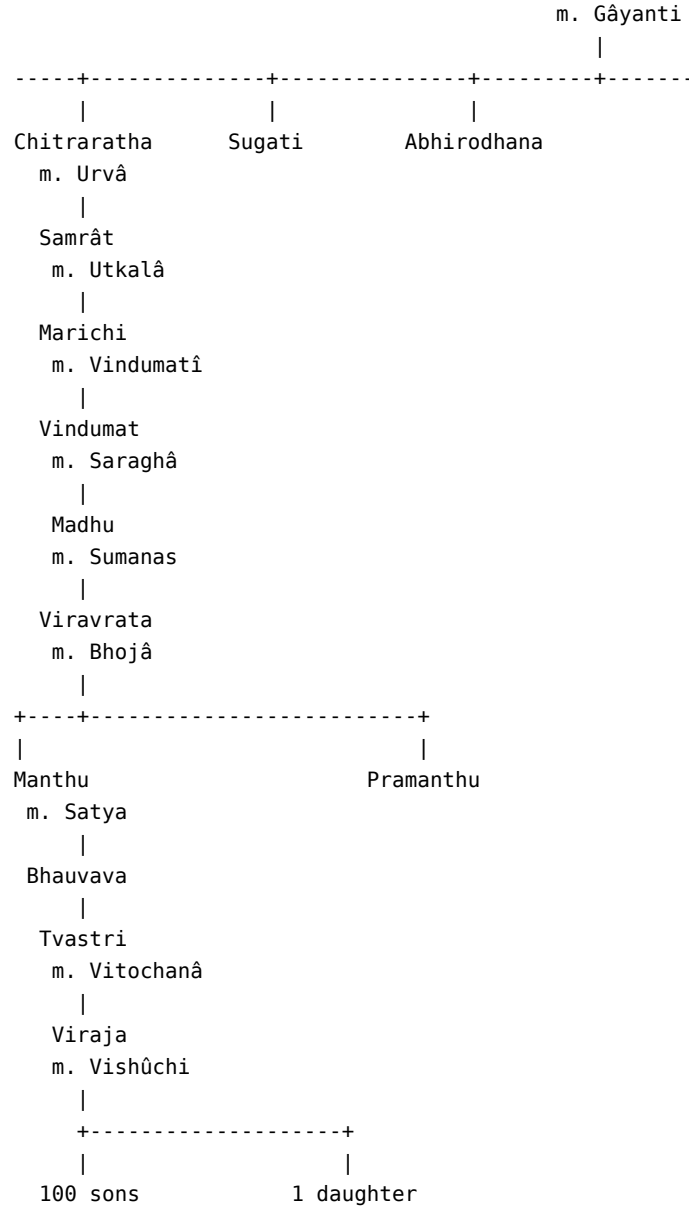 m. Gâyanti
|
-----+--------------+---------------+---------+-------
| | |
Chitraratha Sugati Abhirodhana
m. Urvâ
|
Samrât
m. Utkalâ
|
Marichi
m. Vindumatî
|
Vindumat
m. Saraghâ
|
Madhu
m. Sumanas
|
Viravrata
m. Bhojâ
|
+----+--------------------------+
| |
Manthu Pramanthu
m. Satya
|
Bhauvava
|
Tvastri
m. Vitochanâ
|
Viraja
m. Vishûchi
|
+--------------------+
| |
100 sons 1 daughter